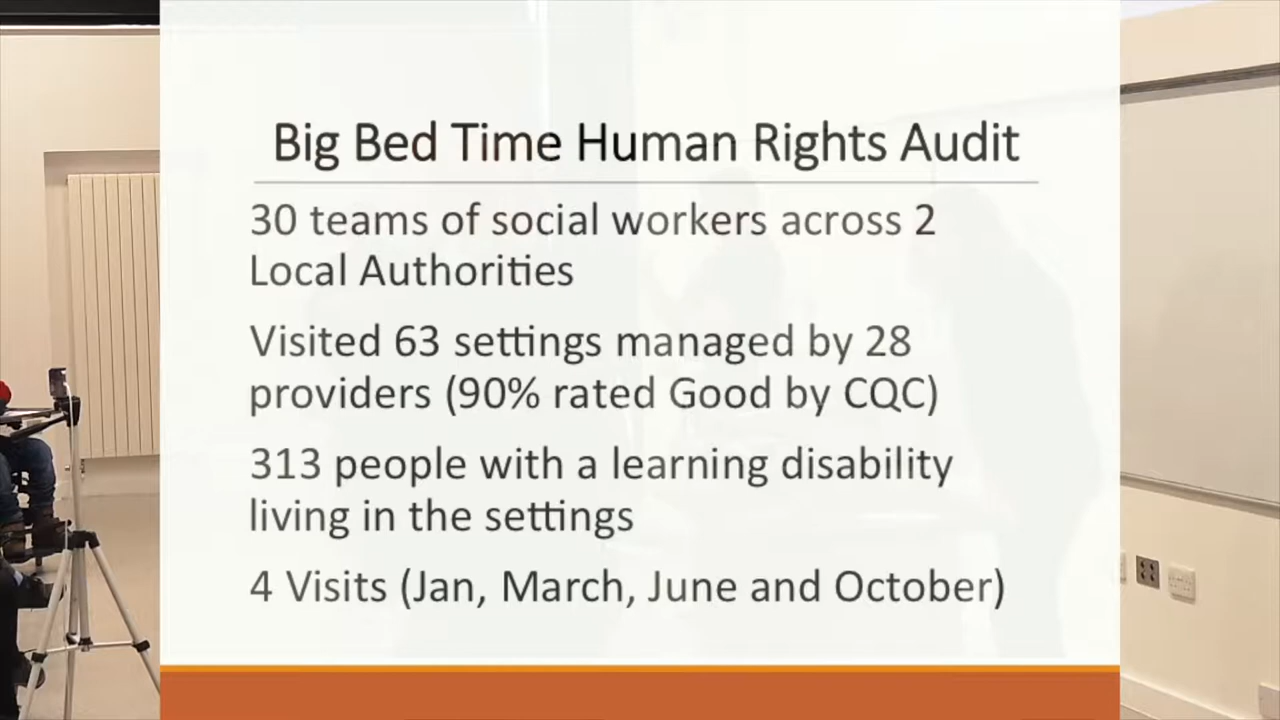 Big Bed Time Human Rights Audit
30 teams of social workers across 2
Local Authorities
Visited 63 settings managed by 28
providers (90% rated Good by CQC)
313 people with a learning disability
living in the settings
4 Visits (Jan, March, June and October)